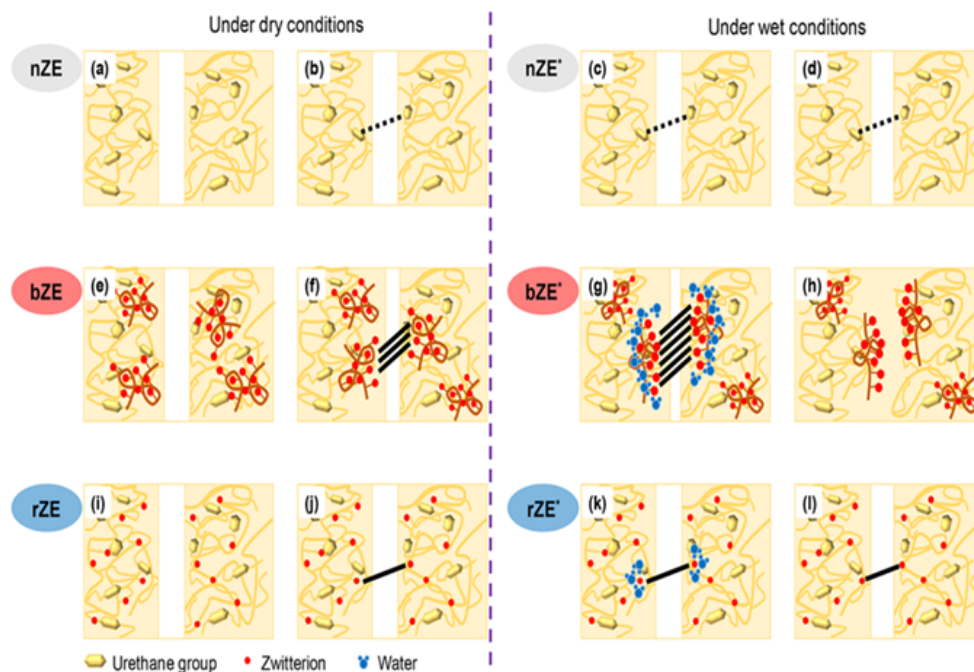 Under dry conditions
Under wet conditions
nZE
(a)
(b)
nZE*
(c)
(d)
bZE
(e)
(f)
bZE*
(g)
(h)
rZE
(i)
(j)
rZE*
(k)
(l)
Urethane group
Zwitterion
Water